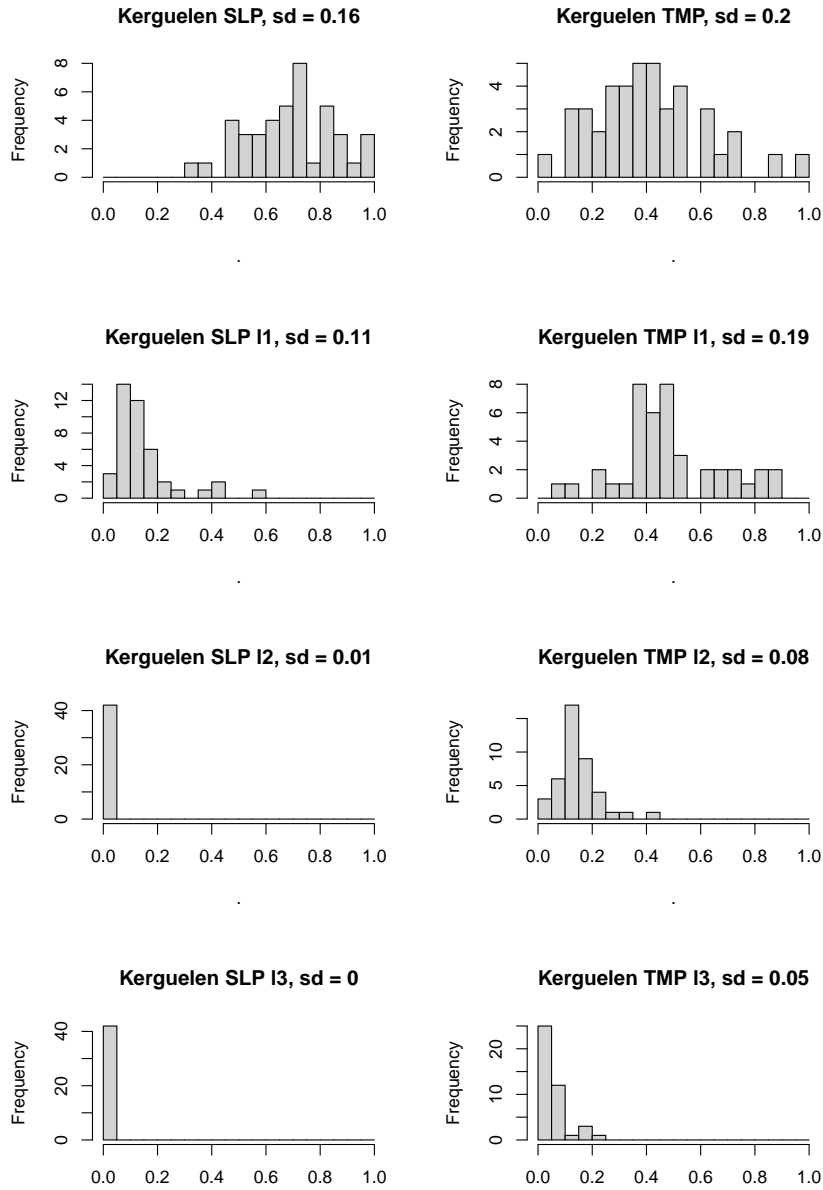 Kerguelen SLP, sd = 0.16
Frequency
0 2 4 6 8
0.0 0.2 0.4 0.6 0.8 1.0
.
Kerguelen TMP, sd = 0.2
Frequency
0 2 4
0.0 0.2 0.4 0.6 0.8 1.0
.
Kerguelen SLP l1, sd = 0.11
Frequency
0 4 8 12
0.0 0.2 0.4 0.6 0.8 1.0
.
Kerguelen TMP l1, sd = 0.19
Frequency
0 2 4 6 8
0.0 0.2 0.4 0.6 0.8 1.0
.
Kerguelen SLP l2, sd = 0.01
Frequency
0 20 40
0.0 0.2 0.4 0.6 0.8 1.0
.
Kerguelen TMP l2, sd = 0.08
Frequency
0 5 10
0.0 0.2 0.4 0.6 0.8 1.0
.
Kerguelen SLP l3, sd = 0
Frequency
0 20 40
0.0 0.2 0.4 0.6 0.8 1.0
Kerguelen TMP l3, sd = 0.05
Frequency
0 10 20
0.0 0.2 0.4 0.6 0.8 1.0